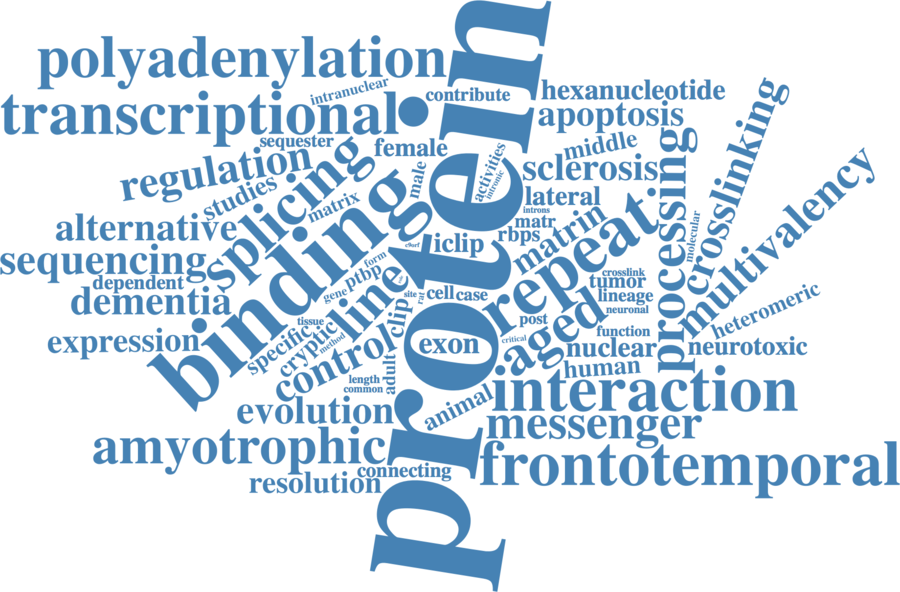 protein
polyadenylation
intranuclear
contribute
hexanucleotide
transcriptional
apoptosis
sequester
female
middle
activities
regulation
splicing
male
intronic
sclerosis
processing
crosslinking
studies
matrix
lateral
multivalency
alternative
binding
introns
matr
rbps
matrin
repeat
molecular
sequencing
c9orf
iclip
form
ptbp
dependent
gene
line
site
rat
cell
case
crosslink
tumor
lineage
neuronal
dementia
heteromeric
expression
specific
tissue
cryptic
method
clip
post
exon
critical
aged
function
nuclear
neurotoxic
control
adult
length
common
human
animal
interaction
evolution
messenger
amyotrophic
connecting
frontotemporal
resolution